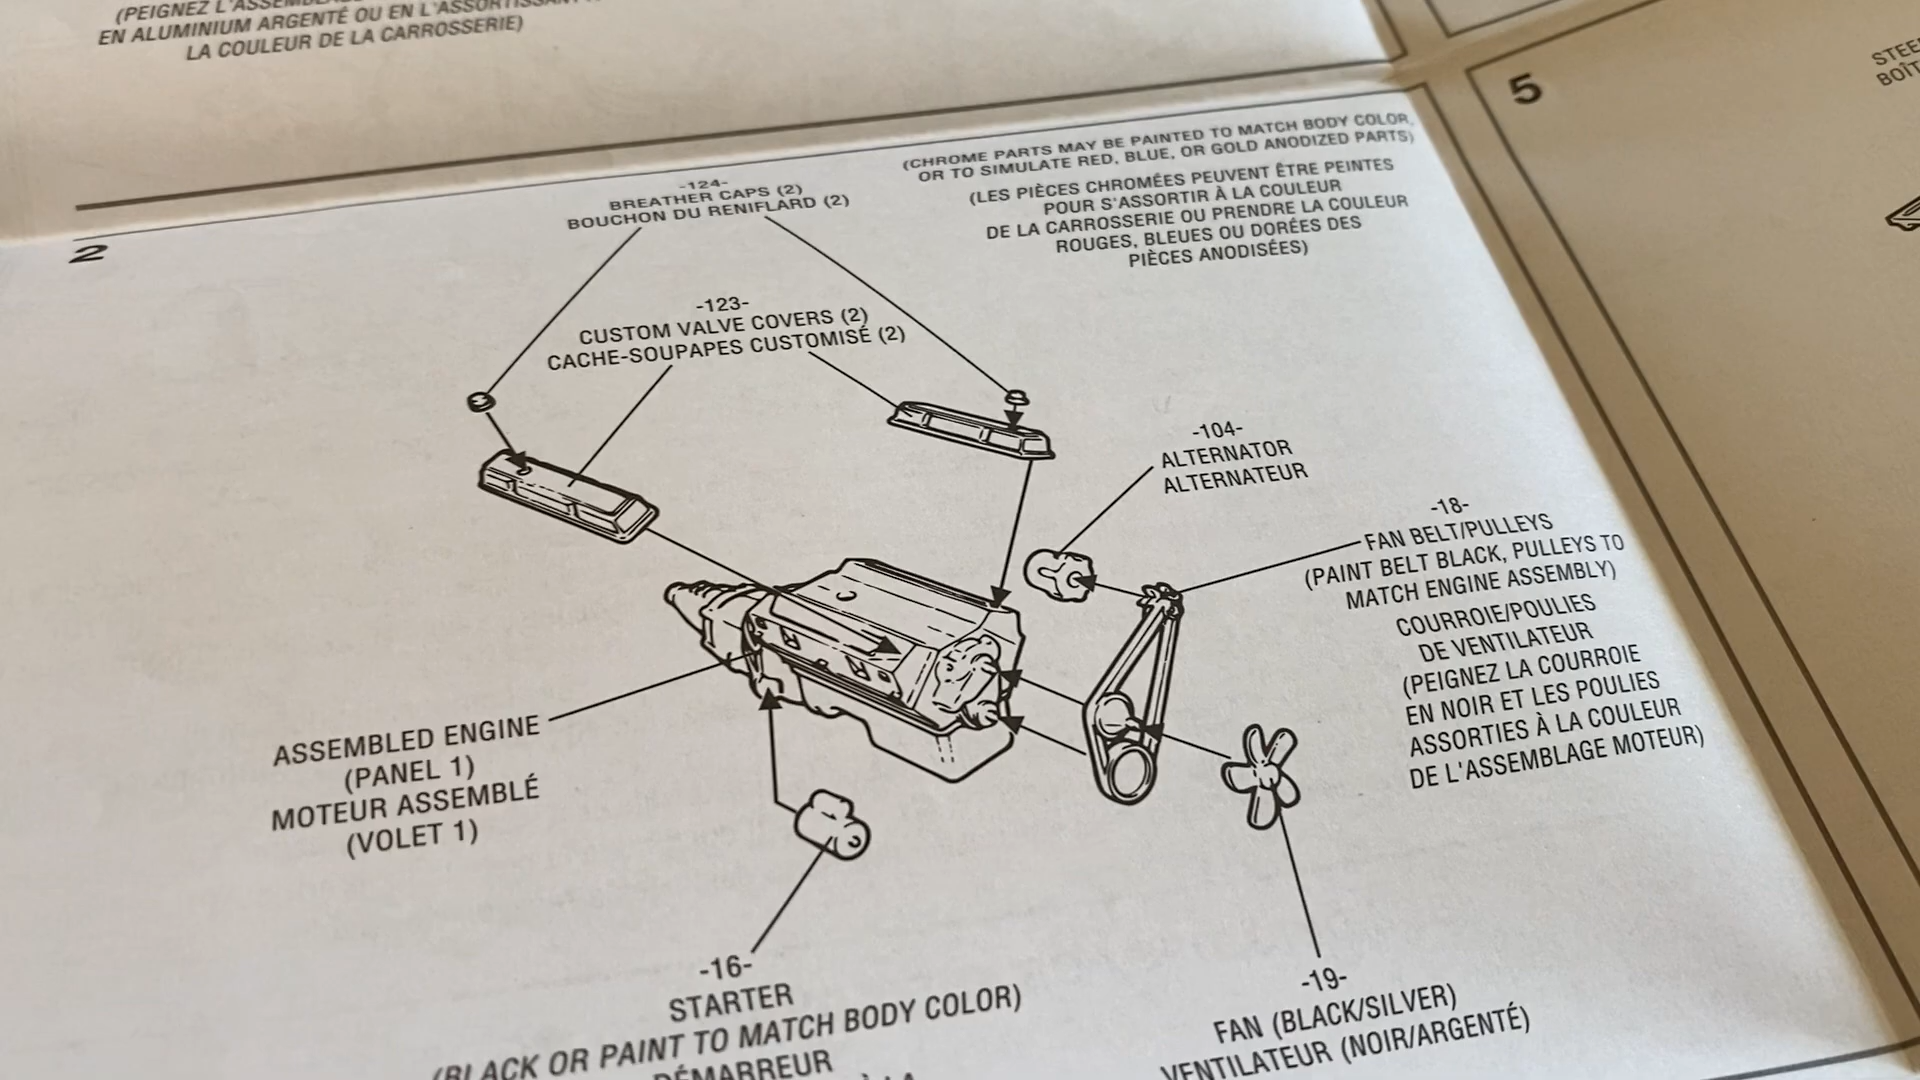 (PEIGNEZ L'ASSEMBLAGE
EN ALUMINIUM ARGENTÉ OU EN L'ASSORTISSANT
LA COULEUR DE LA CARROSSERIE)
2
-124-
BREATHER CAPS (2)
BOUCHON DU RENIFLARD (2)
(CHROME PARTS MAY BE PAINTED TO MATCH BODY COLOR,
OR TO SIMULATE RED, BLUE, OR GOLD ANODIZED PARTS)
(LES PIÈCES CHROMÉES PEUVENT ÊTRE PEINTES
POUR S'ASSORTIR À LA COULEUR
DE LA CARROSSERIE OU PRENDRE LA COULEUR
ROUGES, BLEUES OU DORÉES DES
PIÈCES ANODISÉES)
-123-
CUSTOM VALVE COVERS (2)
CACHE-SOUPAPES CUSTOMISÉ (2)
-104-
ALTERNATOR
ALTERNATEUR
-18-
FAN BELT/PULLEYS
(PAINT BELT BLACK, PULLEYS TO
MATCH ENGINE ASSEMBLY)
COURROIE/POULIES
DE VENTILATEUR
(PEIGNEZ LA COURROIE
EN NOIR ET LES POULIES
ASSORTIES À LA COULEUR
DE L'ASSEMBLAGE MOTEUR)
ASSEMBLED ENGINE
(PANEL 1)
MOTEUR ASSEMBLÉ
(VOLET 1)
-16-
STARTER
(BLACK OR PAINT TO MATCH BODY COLOR)
DÉMARREUR
-19-
FAN (BLACK/SILVER)
VENTILATEUR (NOIR/ARGENTÉ)
5